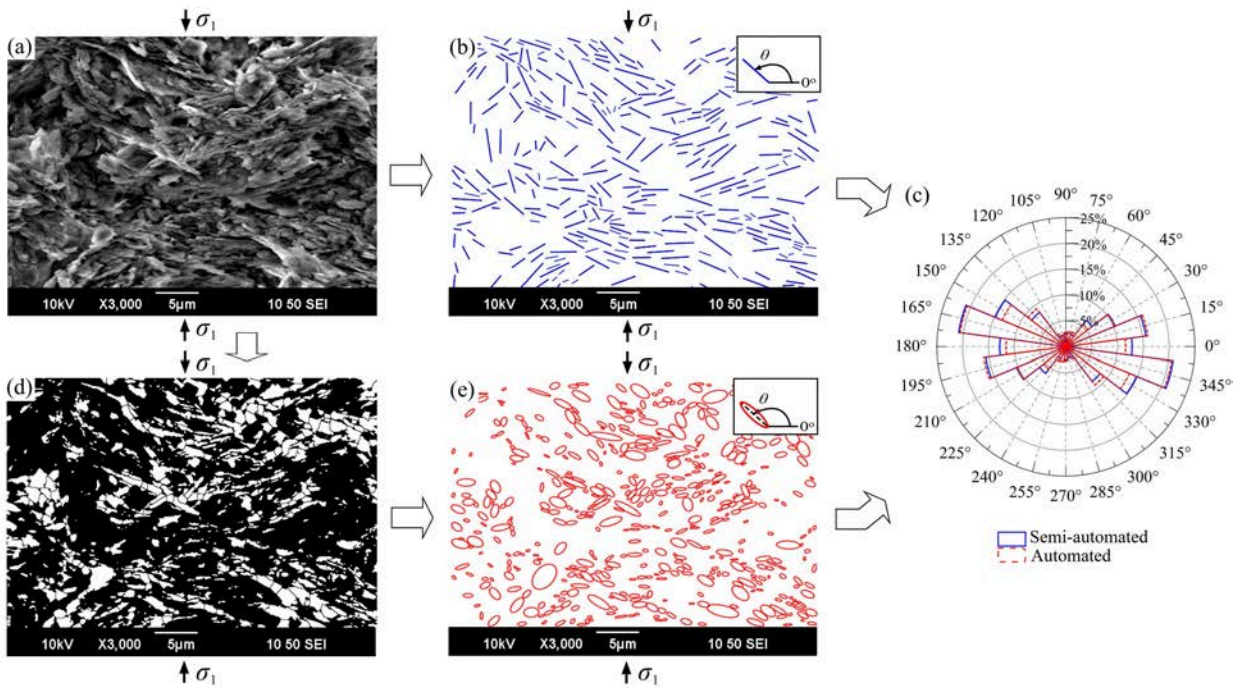 σ1
σ1
(a)
(b)
θ
0°
10kV X3,000 5μm 10 50 SEI
10kV X3,000 5μm 10 50 SEI
σ1
σ1
σ1
σ1
(c)
90°
105°
75°
120°
60°
135°
45°
150°
30°
165°
15°
180°
0°
195°
345°
210°
330°
225°
315°
240°
300°
255°
270°
285°
25%
20%
15%
10%
5%
Semi-automated
Automated
(d)
(e)
θ
0°
10kV X3,000 5μm 10 50 SEI
10kV X3,000 5μm 10 50 SEI
σ1
σ1